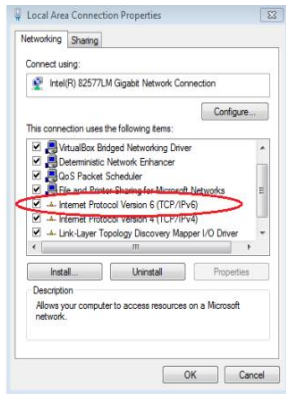 Local Area Connection Properties
Networking Sharing
Connect using:
Intel(R) 82577LM Gigabit Network Connection
Configure...
This connection uses the following items:
VirtualBox Bridged Networking Driver
Deterministic Network Enhancer
QoS Packet Scheduler
File and Printer Sharing for Microsoft Networks
Internet Protocol Version 6 (TCP/IPv6)
Internet Protocol Version 4 (TCP/IPv4)
Link-Layer Topology Discovery Mapper I/O Driver
Install... Uninstall Properties
Description
Allows your computer to access resources on a Microsoft
network.
OK Cancel